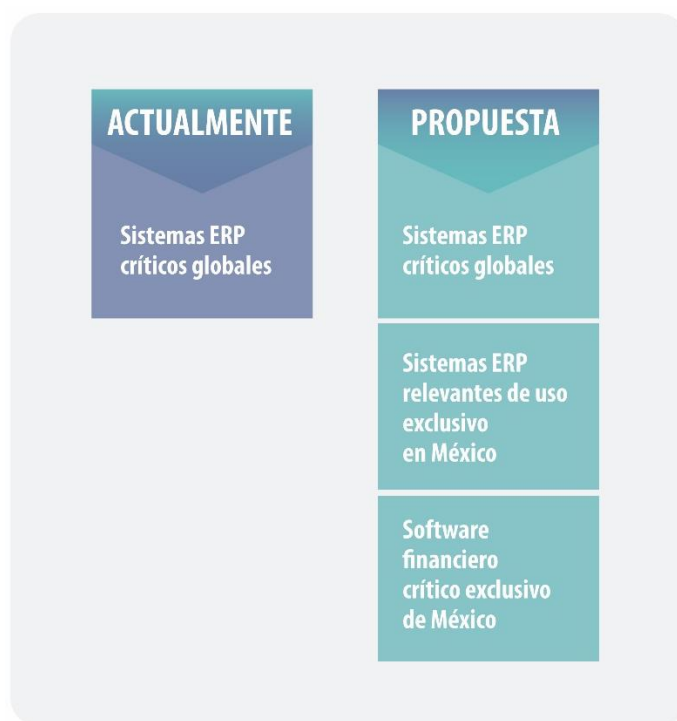 ACTUALMENTE
Sistemas ERP
críticos globales
PROPUESTA
Sistemas ERP
críticos globales
Sistemas ERP
relevantes de uso
exclusivo
en México
Software
financiero
crítico exclusivo
de México